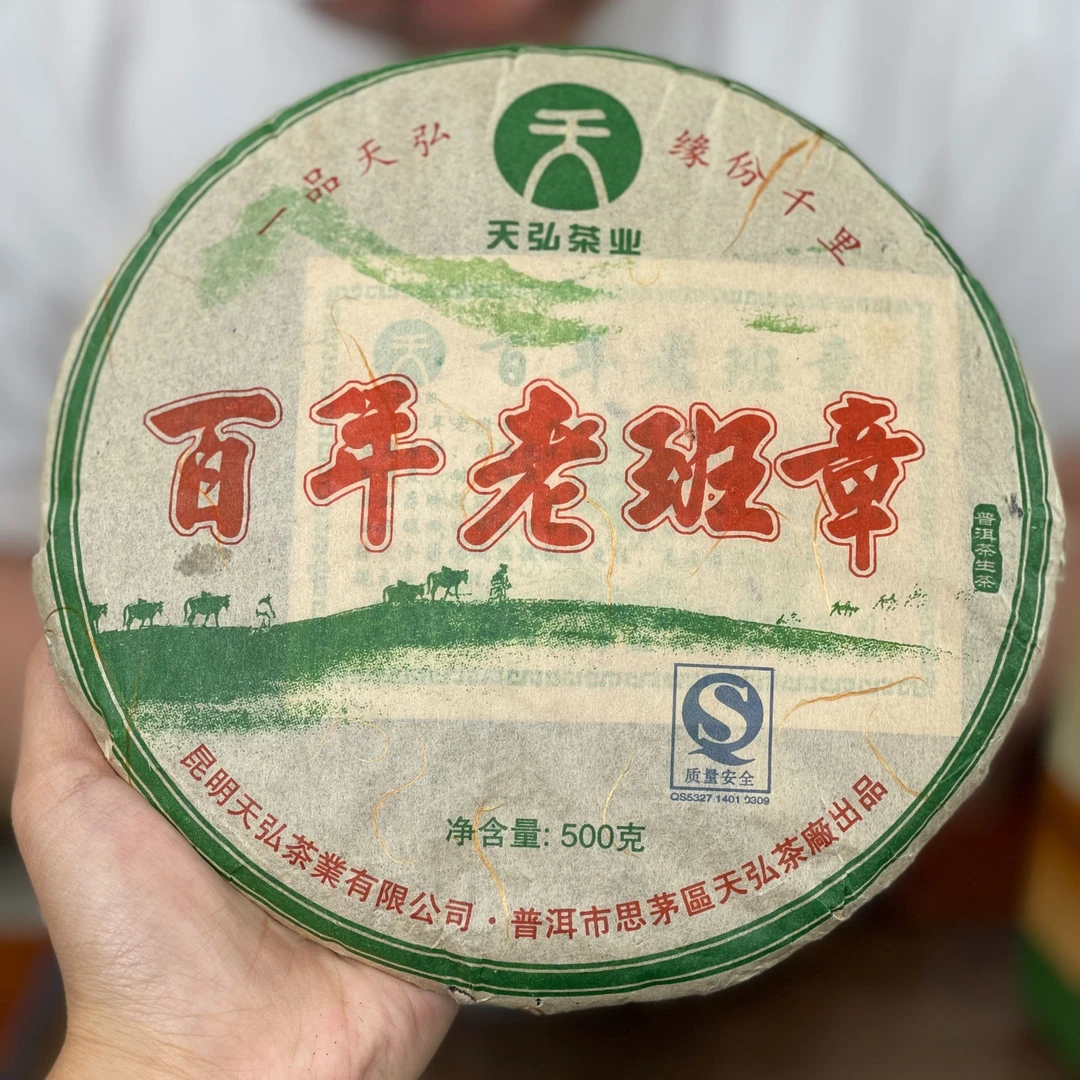 一品天弘
缘份千里
天弘茶业
百年老班章
普洱茶生茶
质量安全
QS5327 1401 0309
净含量: 500克
昆明天弘茶業有限公司·普洱市思茅區天弘茶廠出品